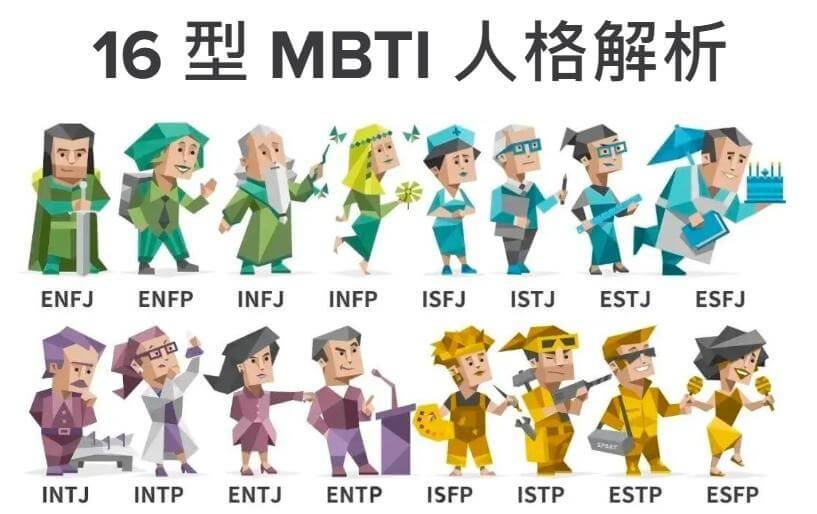 16 型 MBTI 人格解析
ENFJ ENFP INFJ INFP ISFJ ISTJ ESTJ ESFJ
SPORT
INTJ INTP ENTJ ENTP ISFP ISTP ESTP ESFP